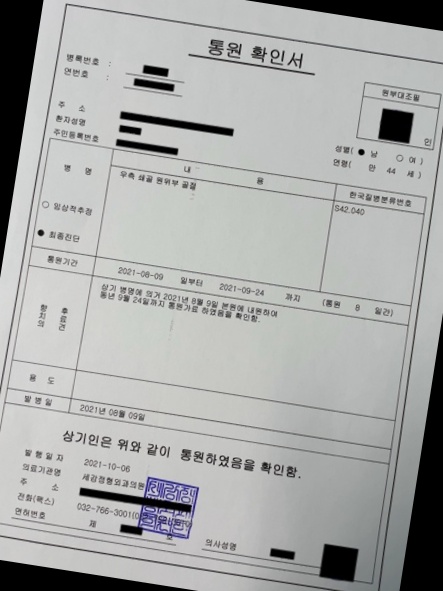 통원 확인서
병록번호 :
연번호 :
원부대조필
인
주 소
환자성명
주민등록번호
성별( ● 남 ○ 여 )
연령( 만 44 세 )
병 명
내 용
한국질병분류번호
우측 쇄골 원위부 골절
S42.040
○ 임상적추정
● 최종진단
통원기간
2021-08-09 일부터 2021-09-24 까지 (통원 8 일간)
향 후 치 료 의 견
상기 병명에 의거 2021년 8월 9일 본원에 내원하여
동년 9월 24일까지 통원가료 하였음을 확인함.
용 도
발 병 일
2021년 08월 09일
상기인은 위와 같이 통원하였음을 확인함.
발 행 일 자 2021-10-06
의료기관명 세강정형외과의원
주 소
전화(팩스) 032-766-3001
면허번호 제 호 의사성명